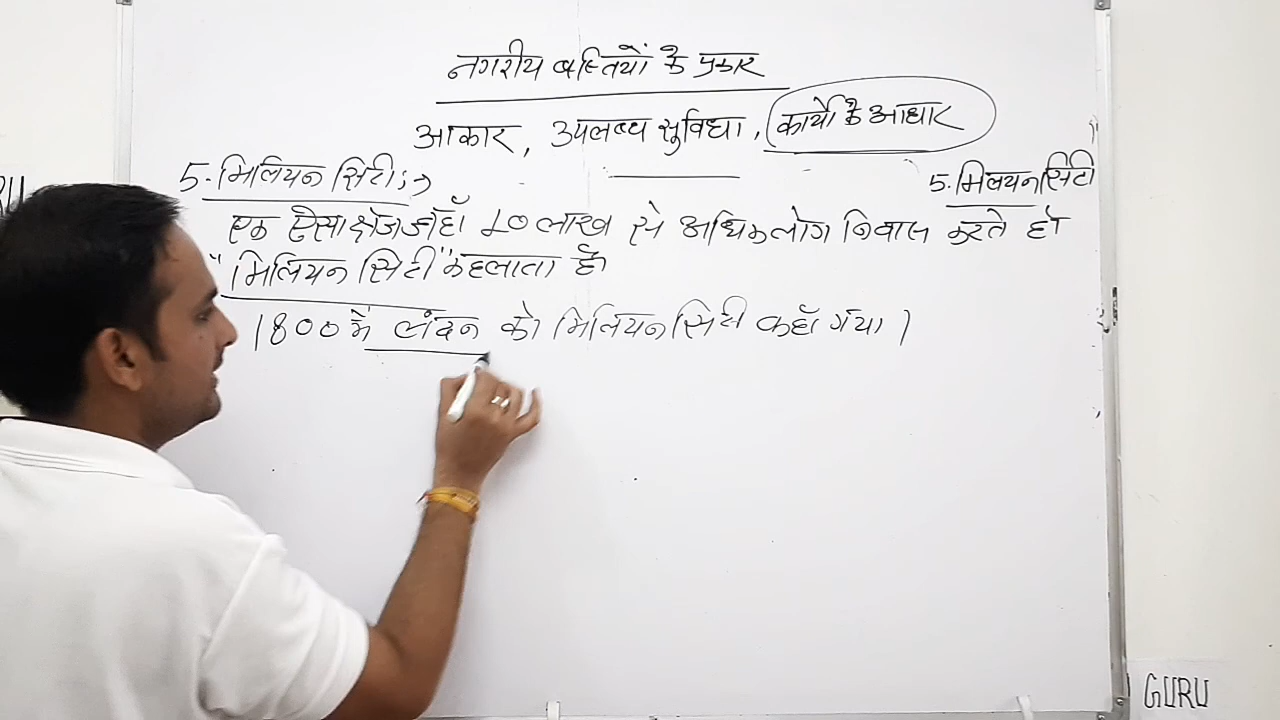 नगरीय बस्तियों के प्रकार
आकार, उपलब्ध सुविधा, कार्यो के आधार
5. मिलियन सिटी :→
5. मिलयन सिटी
एक ऐसा क्षेत्र जहाँ 10 लाख से अधिक लोग निवास करते हो
"मिलियन सिटी" कहलाता है
1800 में लंदन को मिलियन सिटी कहाँ गया।
GURU